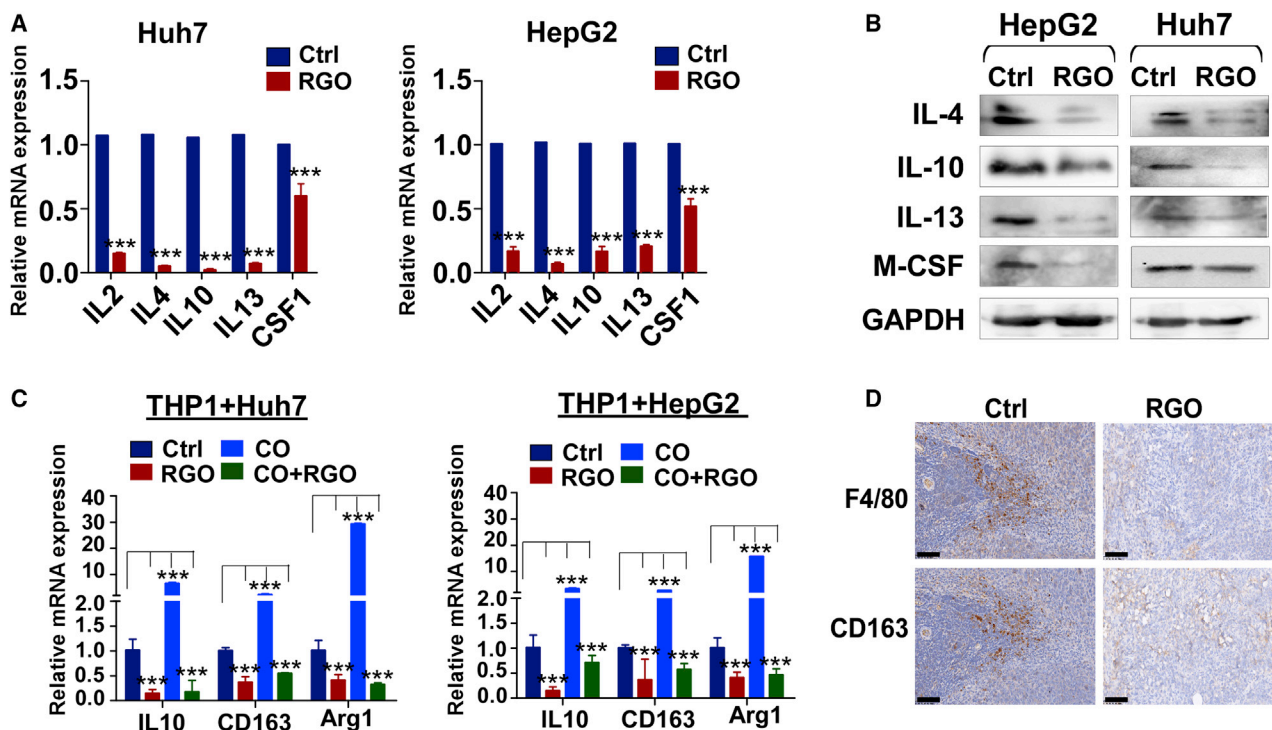 A
Huh7
Ctrl
RGO
Relative mRNA expression
1.5
1.0
0.5
0.0
***
***
***
***
***
IL2
IL4
IL10
IL13
CSF1
HepG2
Ctrl
RGO
Relative mRNA expression
1.5
1.0
0.5
0.0
***
***
***
***
***
IL2
IL4
IL10
IL13
CSF1
B
HepG2 Huh7
Ctrl RGO Ctrl RGO
IL-4
IL-10
IL-13
M-CSF
GAPDH
C
THP1+Huh7
Ctrl CO
RGO CO+RGO
Relative mRNA expression
40
30
20
10
2.0
1.5
1.0
0.5
0.0
***
***
***
***
***
***
***
***
***
IL10
CD163
Arg1
THP1+HepG2
Ctrl CO
RGO CO+RGO
Relative mRNA expression
40
30
20
10
2.0
1.5
1.0
0.5
0.0
***
***
***
***
***
***
***
***
***
IL10
CD163
Arg1
D
Ctrl RGO
F4/80
CD163